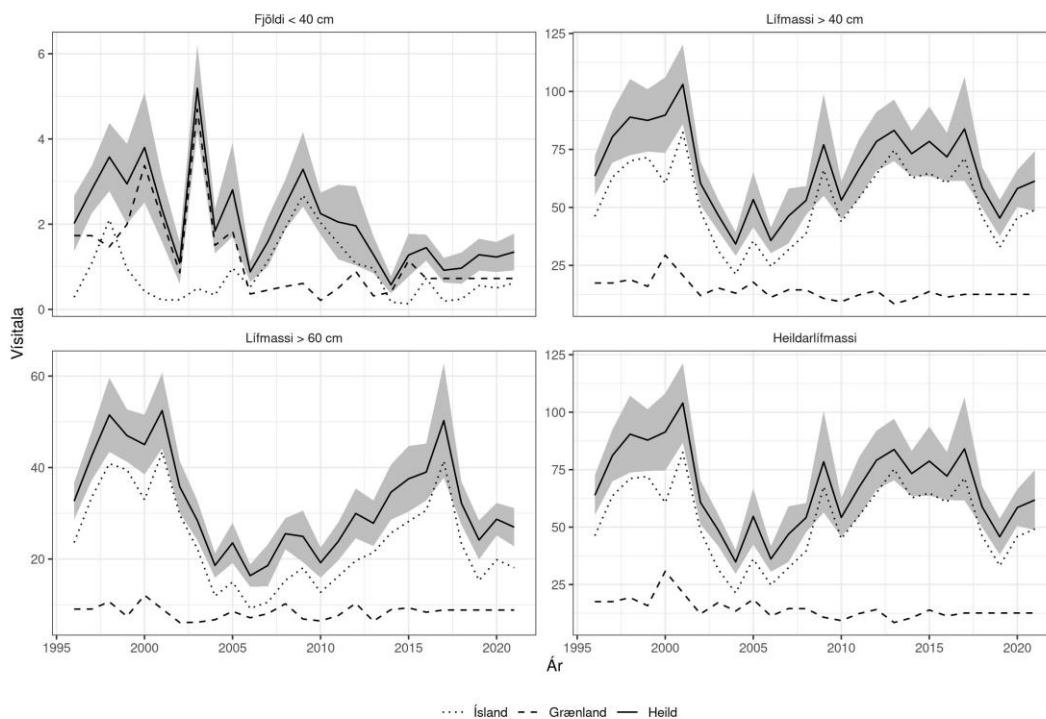 Fjöldi < 40 cm
Lífmassi > 40 cm
6
4
2
0
125
100
75
50
25
Lífmassi > 60 cm
Heildarlífmassi
60
40
20
125
100
75
50
25
1995 2000 2005 2010 2015 2020
1995 2000 2005 2010 2015 2020
Vísitala
Ár
Ísland Grænland Heild